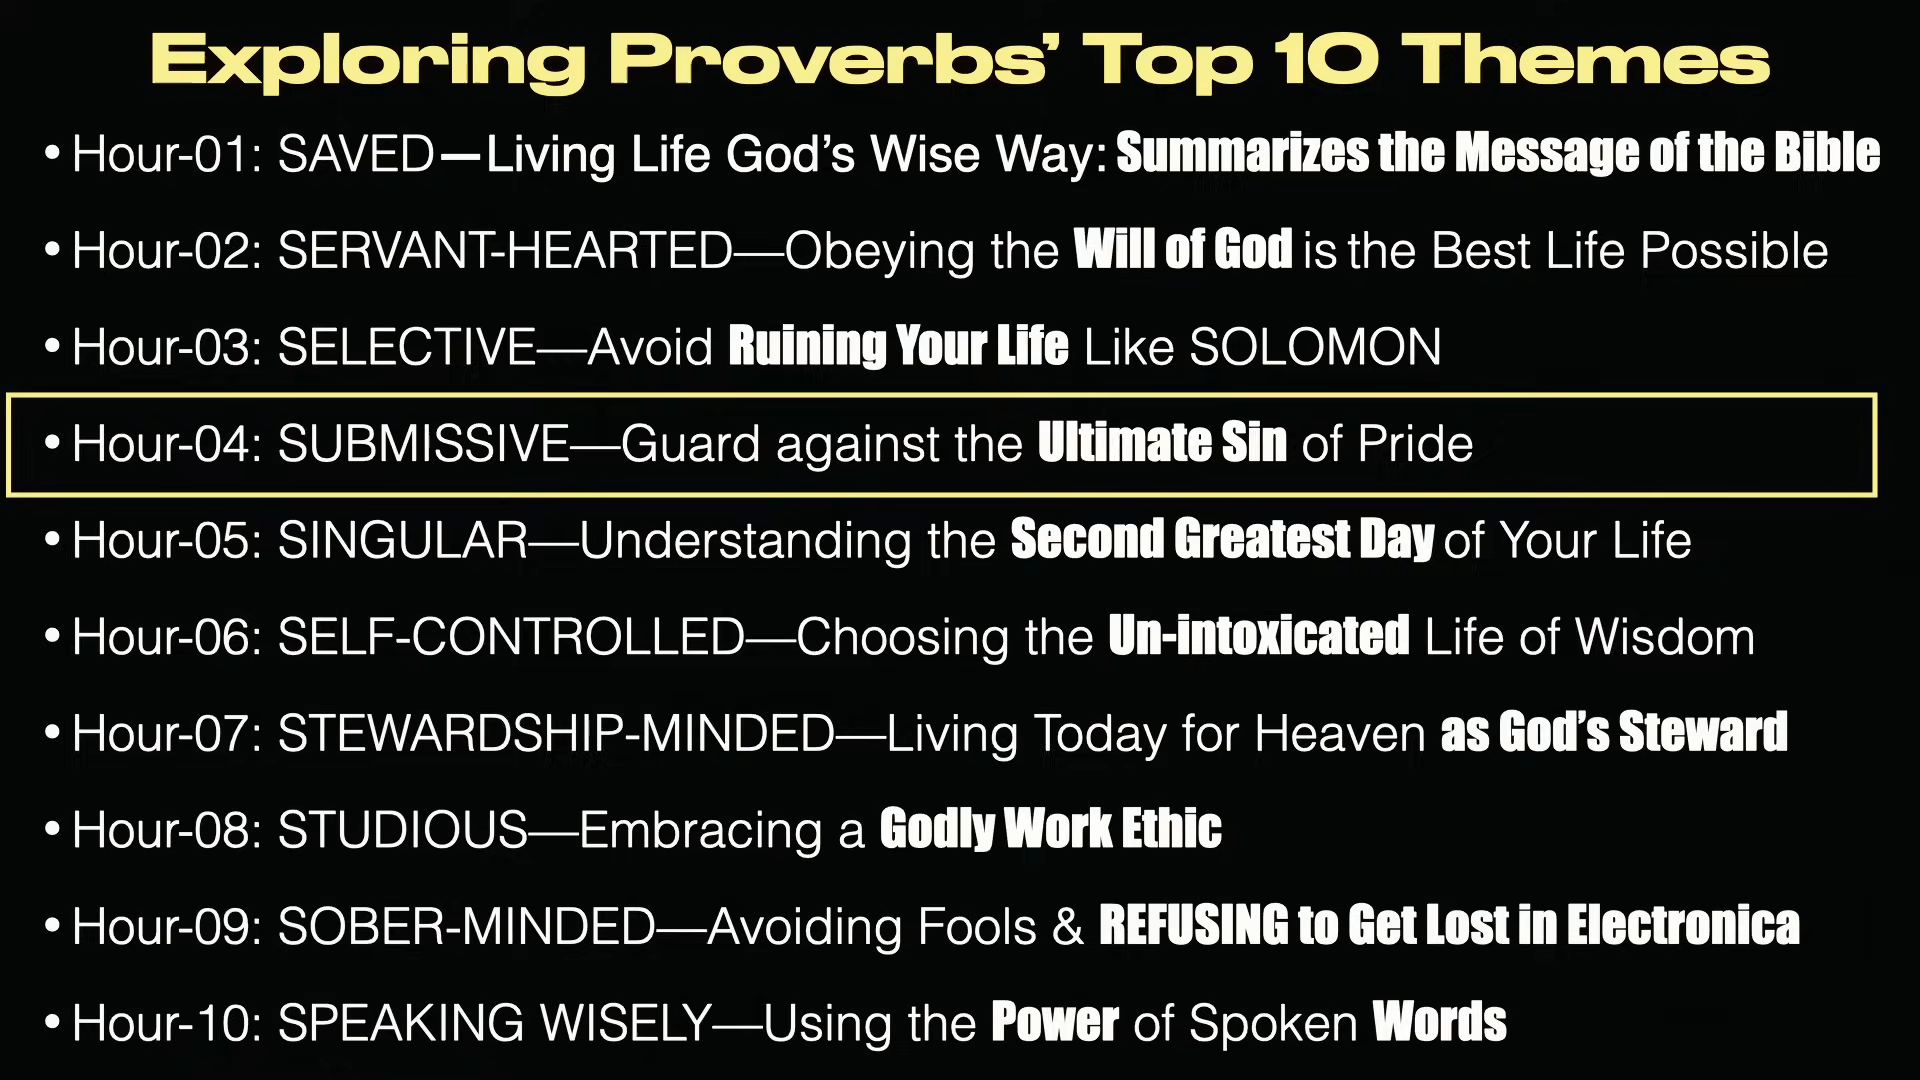 Exploring Proverbs’ Top 10 Themes
• Hour-01: SAVED—Living Life God’s Wise Way: Summarizes the Message of the Bible
• Hour-02: SERVANT-HEARTED—Obeying the Will of God is the Best Life Possible
• Hour-03: SELECTIVE—Avoid Ruining Your Life Like SOLOMON
• Hour-04: SUBMISSIVE—Guard against the Ultimate Sin of Pride
• Hour-05: SINGULAR—Understanding the Second Greatest Day of Your Life
• Hour-06: SELF-CONTROLLED—Choosing the Un-intoxicated Life of Wisdom
• Hour-07: STEWARDSHIP-MINDED—Living Today for Heaven as God’s Steward
• Hour-08: STUDIOUS—Embracing a Godly Work Ethic
• Hour-09: SOBER-MINDED—Avoiding Fools & REFUSING to Get Lost in Electronica
• Hour-10: SPEAKING WISELY—Using the Power of Spoken Words